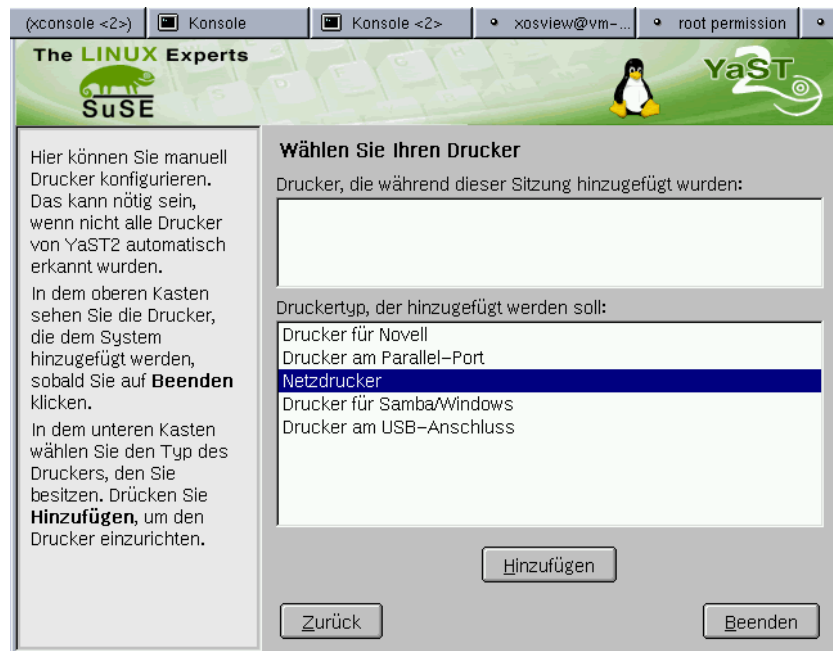 (xconsole <2>)
Konsole
Konsole <2>
xosview@vm-...
root permission
The LINUX Experts
SuSE
YaST
2
Hier können Sie manuell
Drucker konfigurieren.
Das kann nötig sein,
wenn nicht alle Drucker
von YaST2 automatisch
erkannt wurden.
In dem oberen Kasten
sehen Sie die Drucker,
die dem System
hinzugefügt werden,
sobald Sie auf Beenden
klicken.
In dem unteren Kasten
wählen Sie den Typ des
Druckers, den Sie
besitzen. Drücken Sie
Hinzufügen, um den
Drucker einzurichten.
Wählen Sie Ihren Drucker
Drucker, die während dieser Sitzung hinzugefügt wurden:
Druckertyp, der hinzugefügt werden soll:
Drucker für Novell
Drucker am Parallel-Port
Netzdrucker
Drucker für Samba/Windows
Drucker am USB-Anschluss
Hinzufügen
Zurück
Beenden